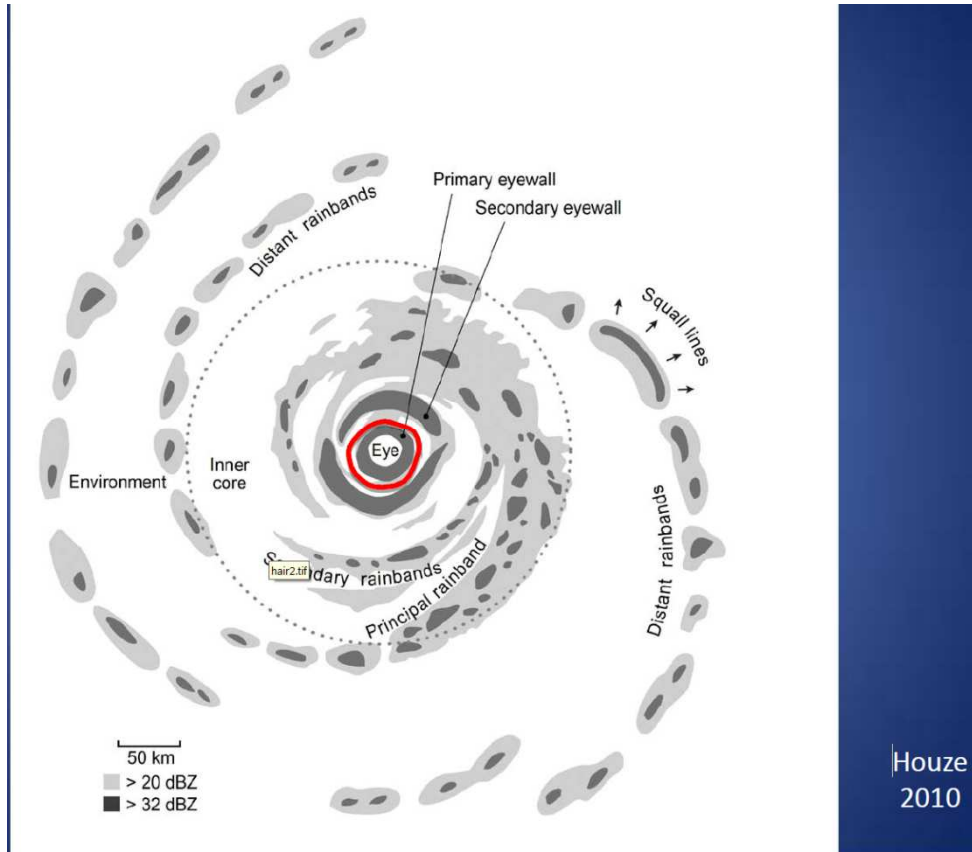 Primary eyewall
Secondary eyewall
Distant rainbands
Squall lines
Eye
Inner
core
Environment
rainbands
hair2.tif
Principal rainband
Distant rainbands
50 km
> 20 dBZ
> 32 dBZ
Houze
2010